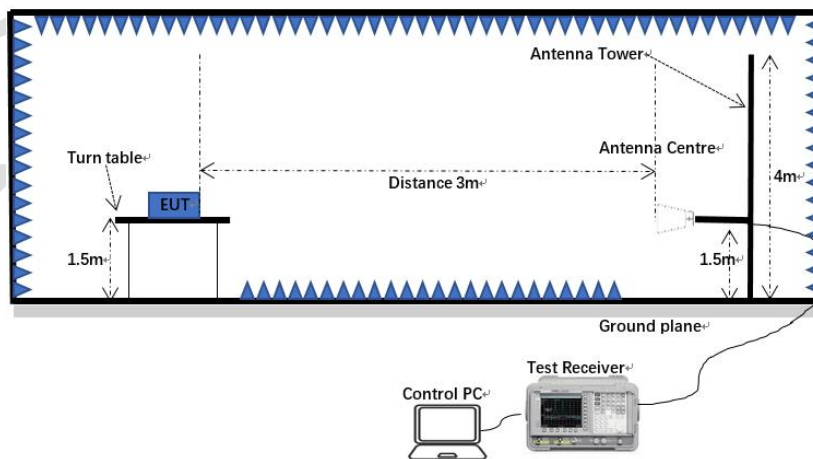 Antenna Tower
Turn table
Antenna Centre
Distance 3m
4m
EUT
1.5m
1.5m
Ground plane
Test Receiver
Control PC